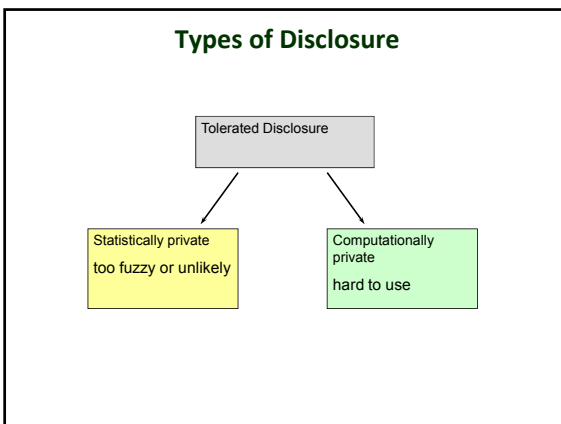 Types of Disclosure
Tolerated Disclosure
Statistically private
too fuzzy or unlikely
Computationally
private
hard to use